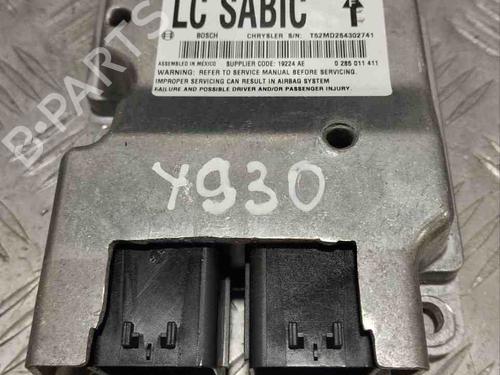 LC SABIC
BOSCH CHRYSLER S/N: T52MD264302741
ASSEMBLED IN MEXICO SUPPLIER CODE: 19224 AE 0 285 011 411
WARNING: REFER TO SERVICE MANUAL BEFORE SERVICING.
IMPROPER SERVICING CAN RESULT IN AIRBAG SYSTEM
FAILURE AND POSSIBLE DRIVER AND/OR PASSENGER INJURY.
B-PARTS
Y930